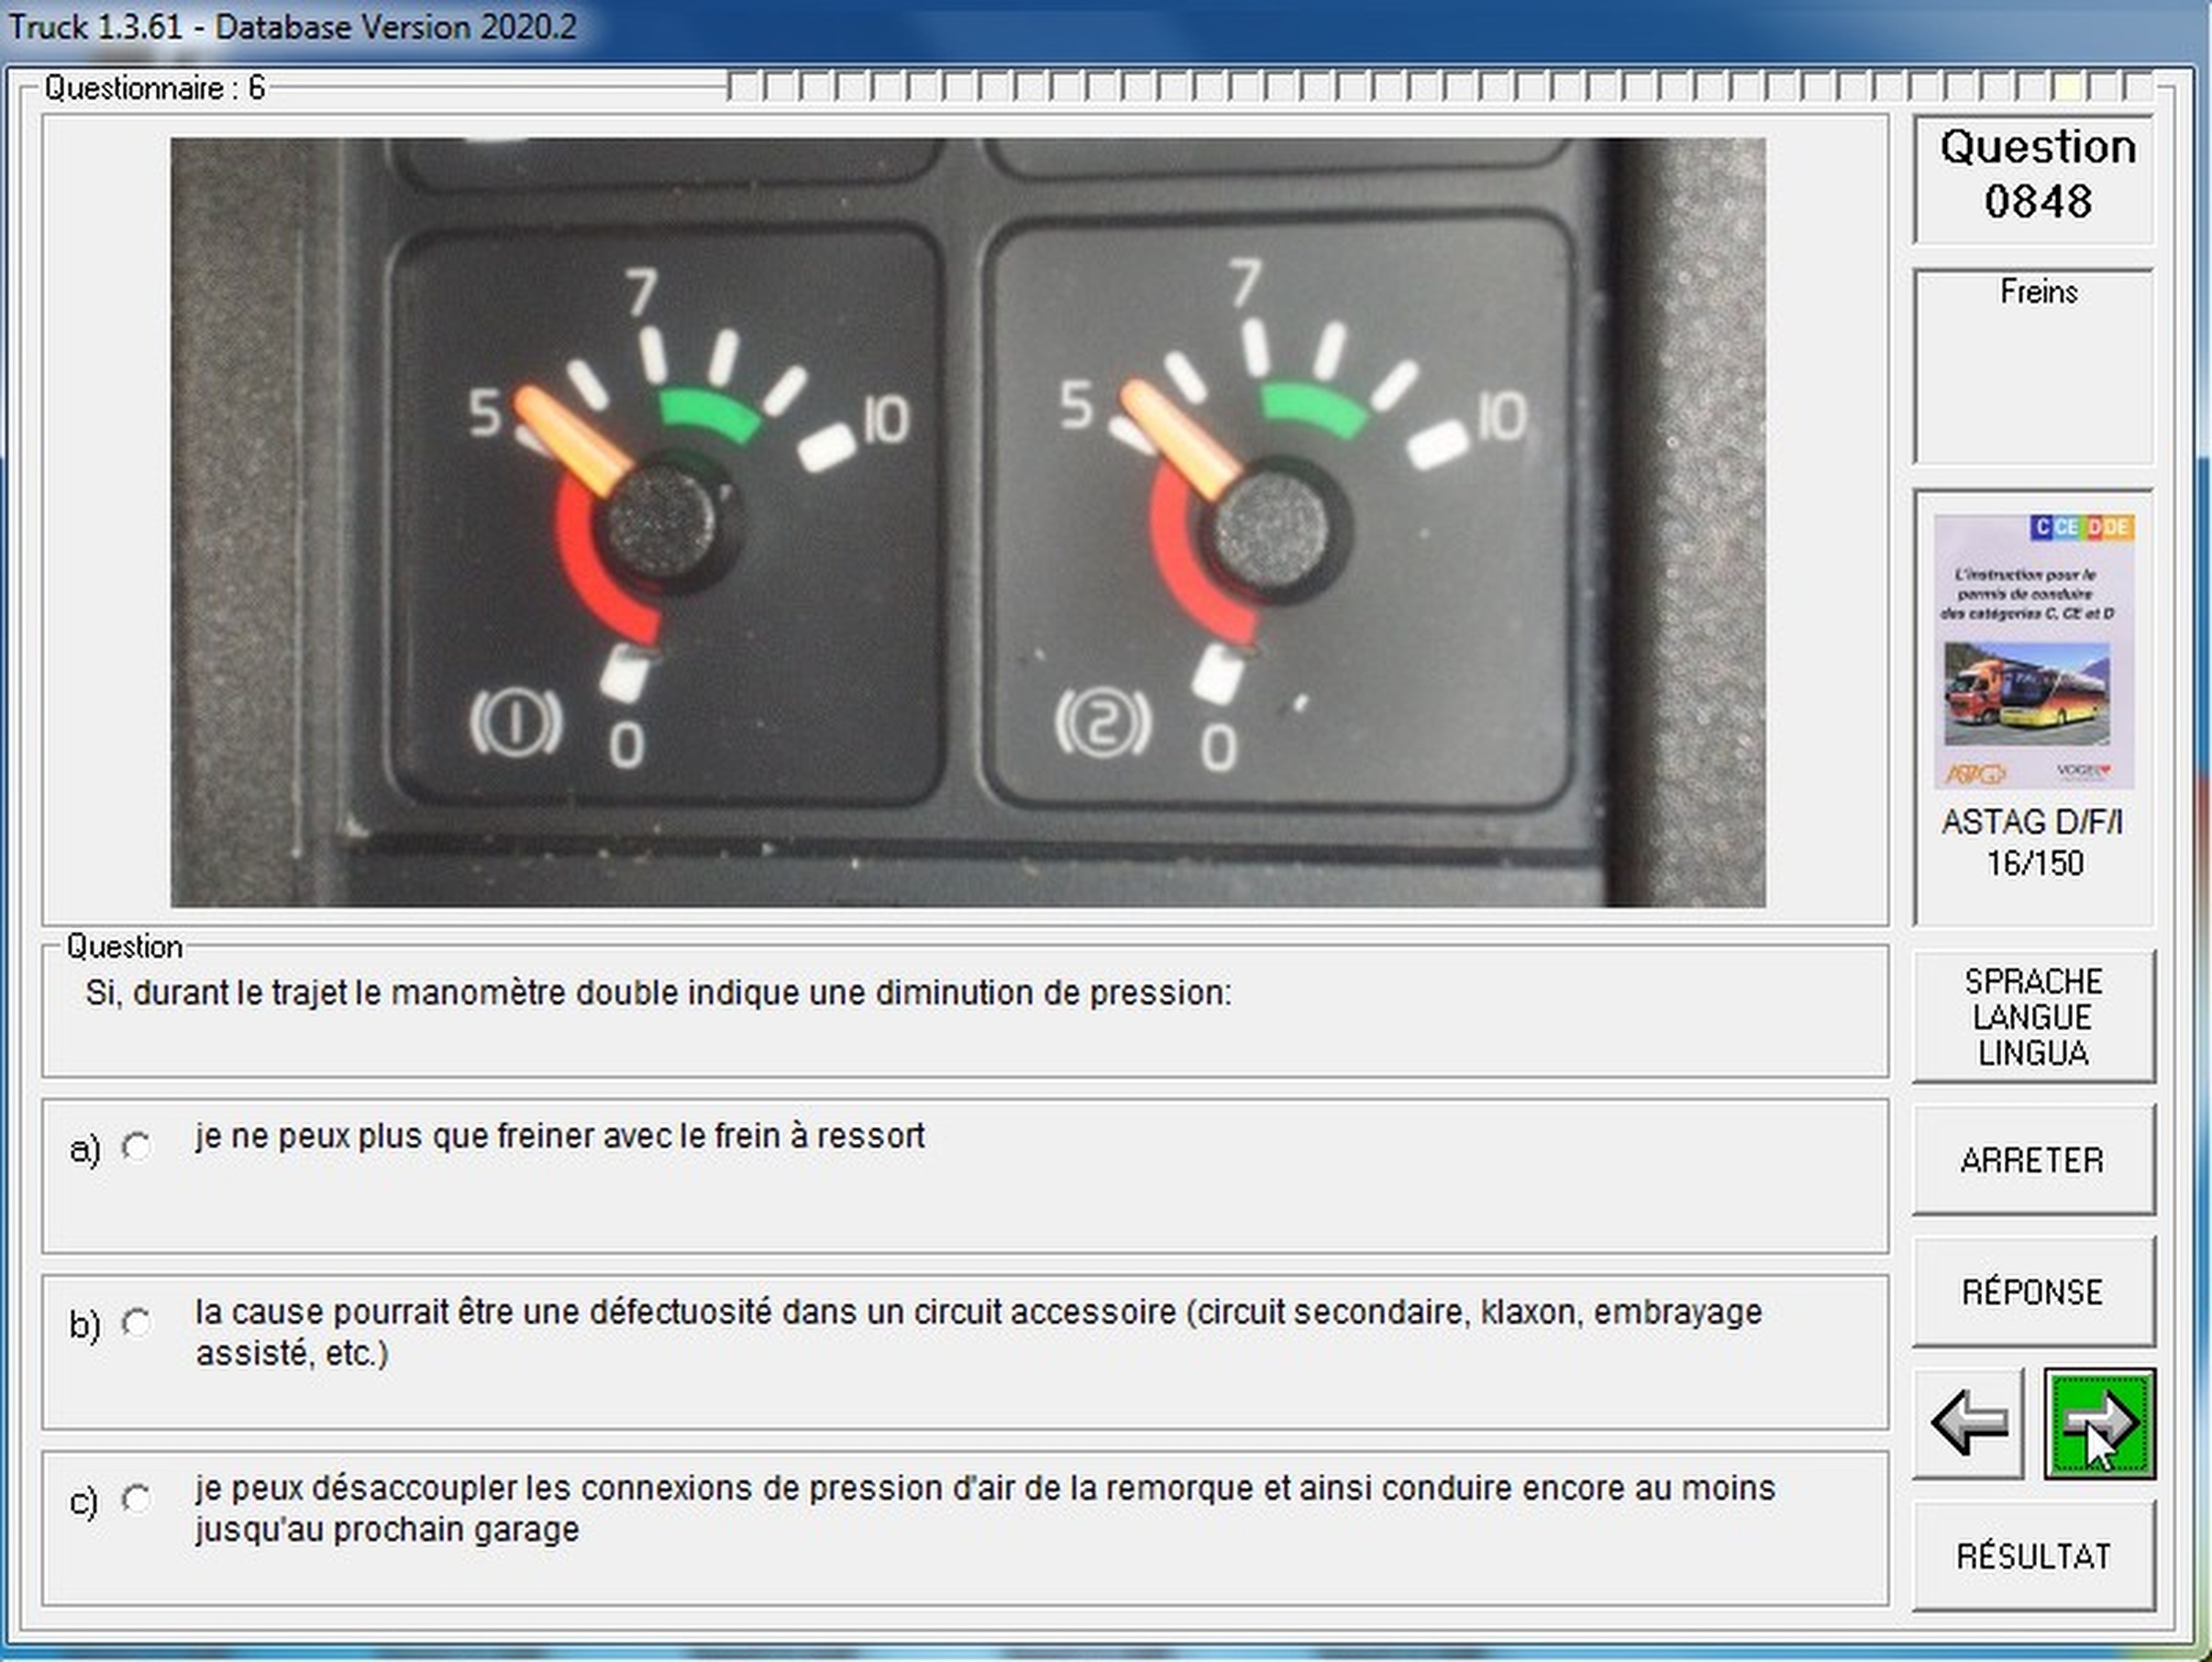 Truck 1.3.61 - Database Version 2020.2
Questionnaire : 6
Question
0848
Freins
7
5
10
0
1
7
5
10
0
2
C CE D DE
L'instruction pour le
permis de conduire
des catégories C, CE et D
ASTAG
VOGEL
ASTAG D/F/I
16/150
Question
Si, durant le trajet le manomètre double indique une diminution de pression:
a) je ne peux plus que freiner avec le frein à ressort
b) la cause pourrait être une défectuosité dans un circuit accessoire (circuit secondaire, klaxon, embrayage
assisté, etc.)
c) je peux désaccoupler les connexions de pression d'air de la remorque et ainsi conduire encore au moins
jusqu'au prochain garage
SPRACHE
LANGUE
LINGUA
ARRETER
RÉPONSE
RÉSULTAT